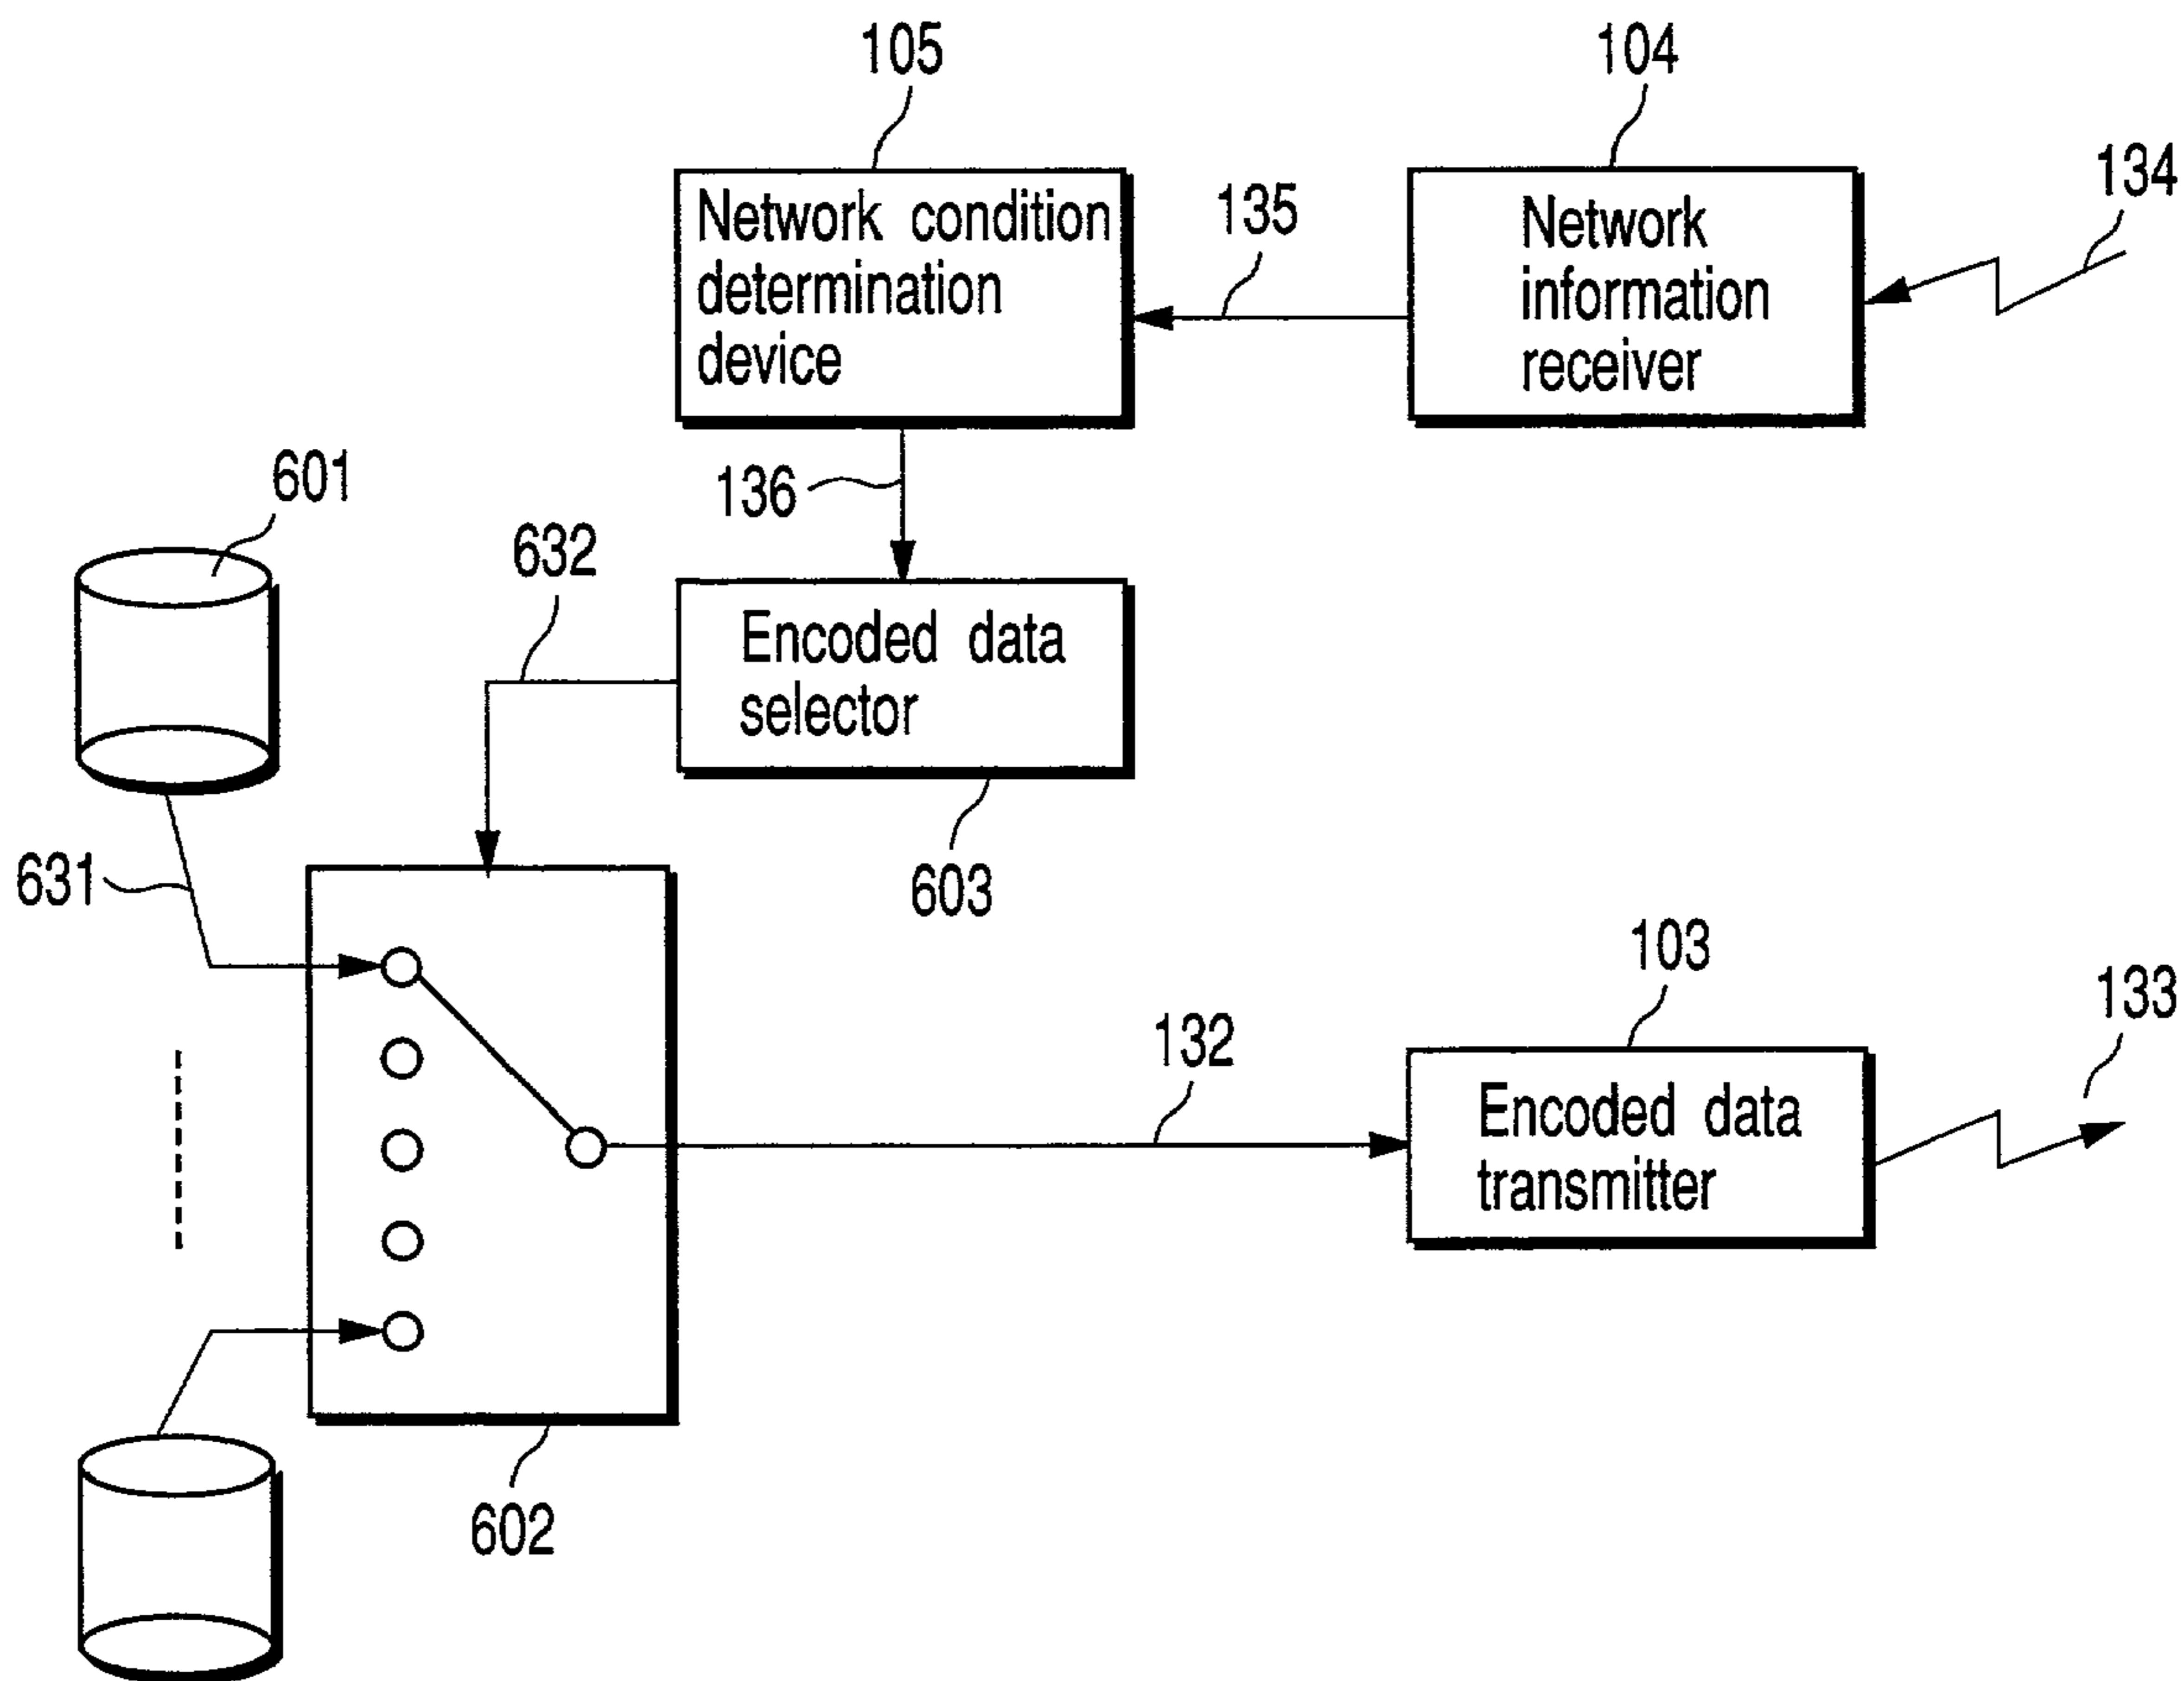 105
104
134
Network condition
determination
device
135
Network
information
receiver
136
601
632
Encoded data
selector
631
603
103
133
132
Encoded data
transmitter
602